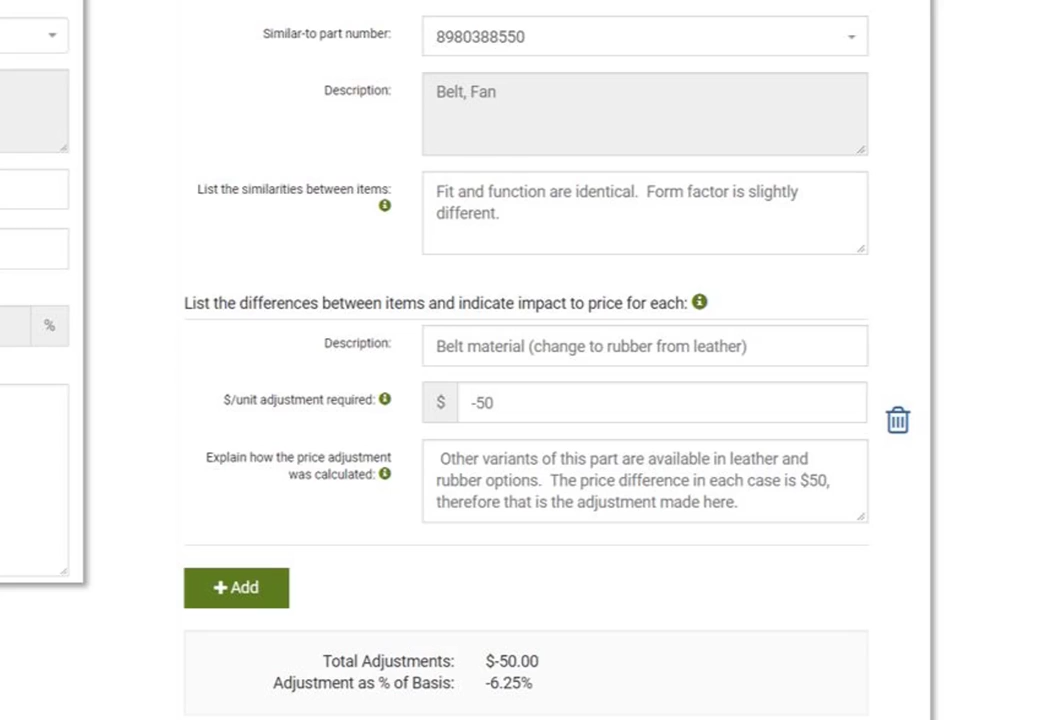 Similar-to part number:
8980388550
Description:
Belt, Fan
List the similarities between items:
Fit and function are identical.  Form factor is slightly
different.
List the differences between items and indicate impact to price for each:
Description:
Belt material (change to rubber from leather)
%
$/unit adjustment required:
$
-50
Explain how the price adjustment
was calculated:
Other variants of this part are available in leather and
rubber options.  The price difference in each case is $50,
therefore that is the adjustment made here.
+ Add
Total Adjustments:
$-50.00
Adjustment as % of Basis:
-6.25%